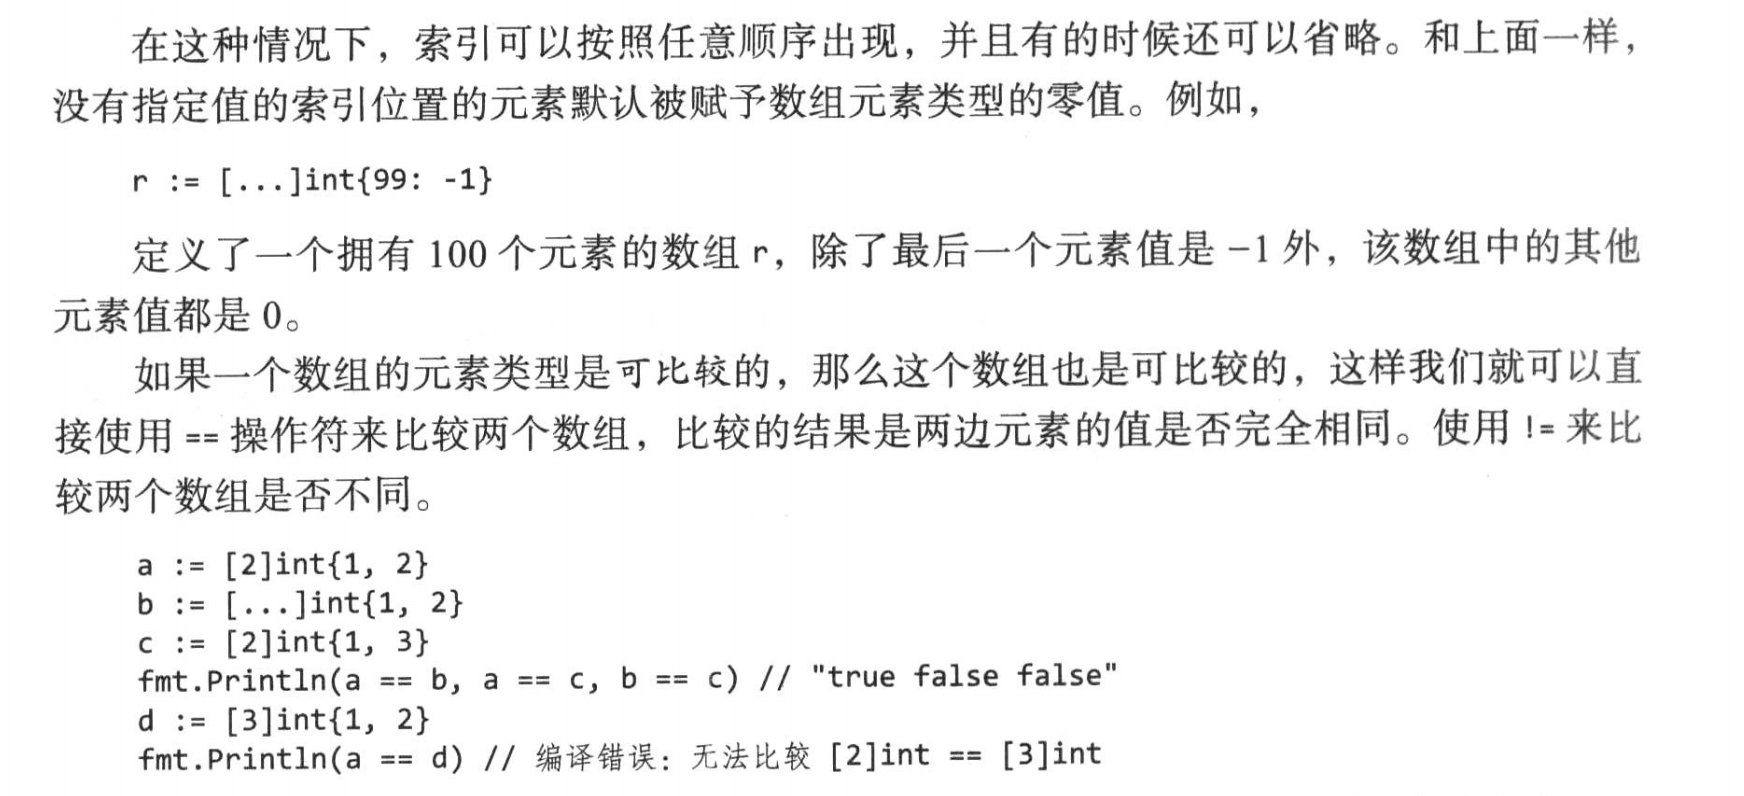 在这种情况下，索引可以按照任意顺序出现，并且有的时候还可以省略。和上面一样，
没有指定值的索引位置的元素默认被赋予数组元素类型的零值。例如，
r := [...]int{99: -1}
定义了一个拥有 100 个元素的数组 r，除了最后一个元素值是 −1 外，该数组中的其他
元素值都是 0。
如果一个数组的元素类型是可比较的，那么这个数组也是可比较的，这样我们就可以直
接使用 == 操作符来比较两个数组，比较的结果是两边元素的值是否完全相同。使用 != 来比
较两个数组是否不同。
a := [2]int{1, 2}
b := [...]int{1, 2}
c := [2]int{1, 3}
fmt.Println(a == b, a == c, b == c) // "true false false"
d := [3]int{1, 2}
fmt.Println(a == d) // 编译错误：无法比较 [2]int == [3]int